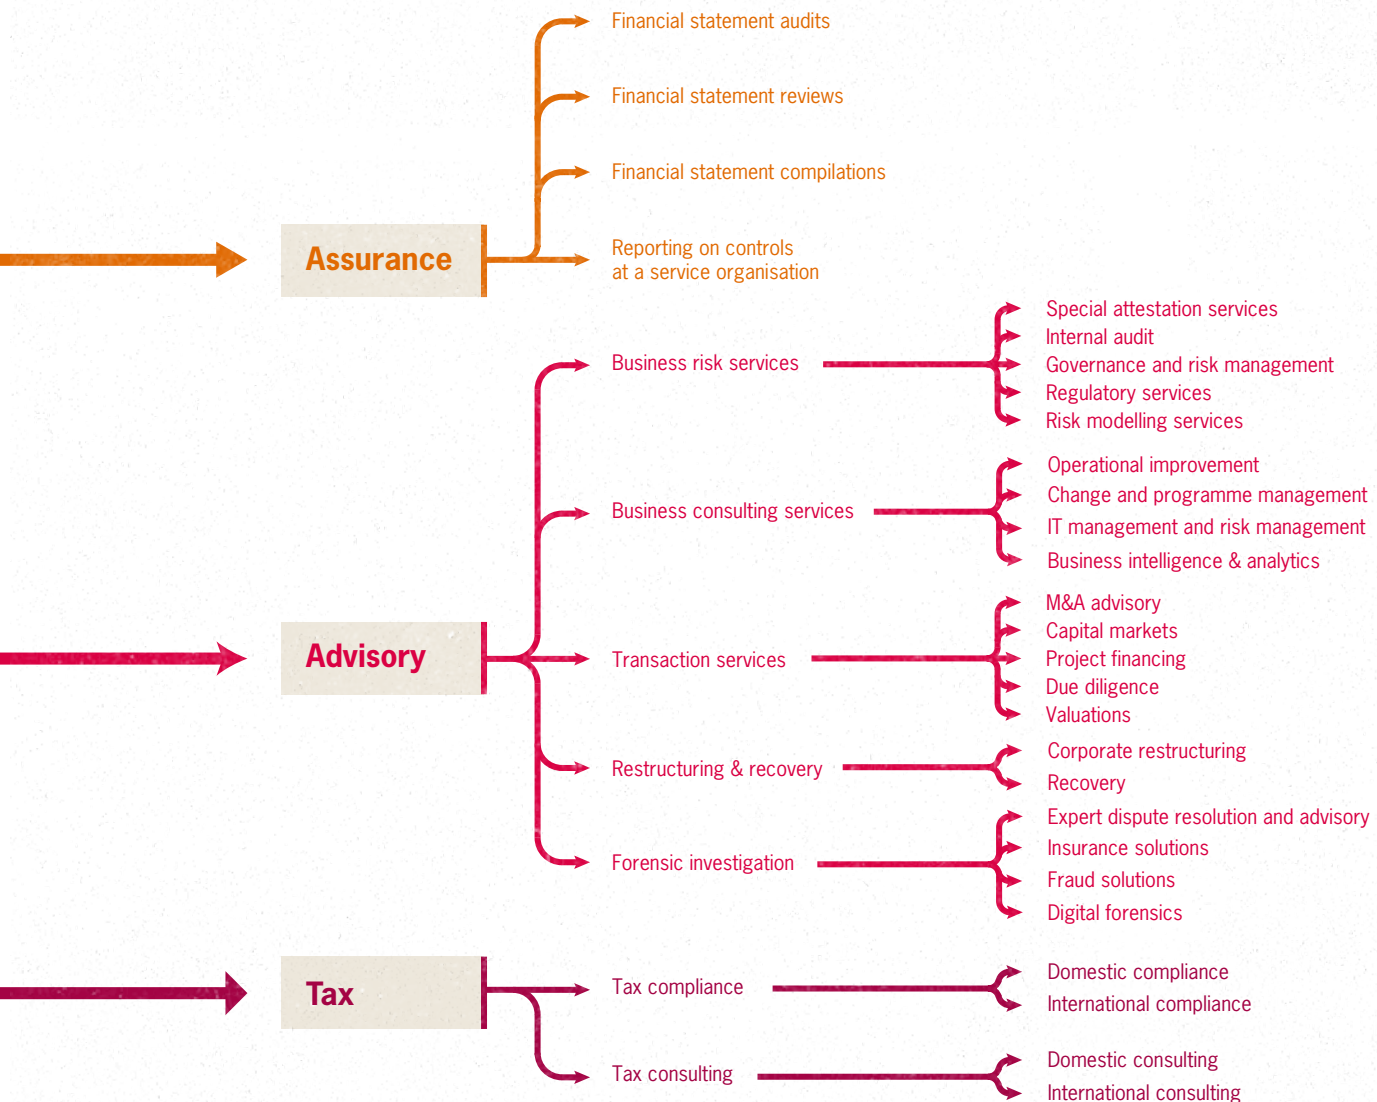 Financial statement audits
Financial statement reviews
Financial statement compilations
Assurance
Reporting on controls
at a service organisation
Business risk services
Special attestation services
Internal audit
Governance and risk management
Regulatory services
Risk modelling services
Business consulting services
Operational improvement
Change and programme management
IT management and risk management
Business intelligence & analytics
Advisory
Transaction services
M&A advisory
Capital markets
Project financing
Due diligence
Valuations
Restructuring & recovery
Corporate restructuring
Recovery
Forensic investigation
Expert dispute resolution and advisory
Insurance solutions
Fraud solutions
Digital forensics
Tax
Tax compliance
Domestic compliance
International compliance
Tax consulting
Domestic consulting
International consulting